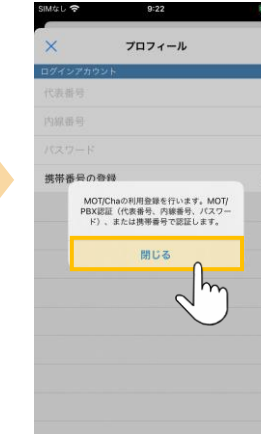 SIMなし 9:22
プロフィール
ログインアカウント
代表番号
内線番号
パスワード
携帯番号の登録
MOT/Chaの利用登録を行います。MOT/
PBX認証（代表番号、内線番号、パスワー
ド）、または携帯番号で認証します。
閉じる